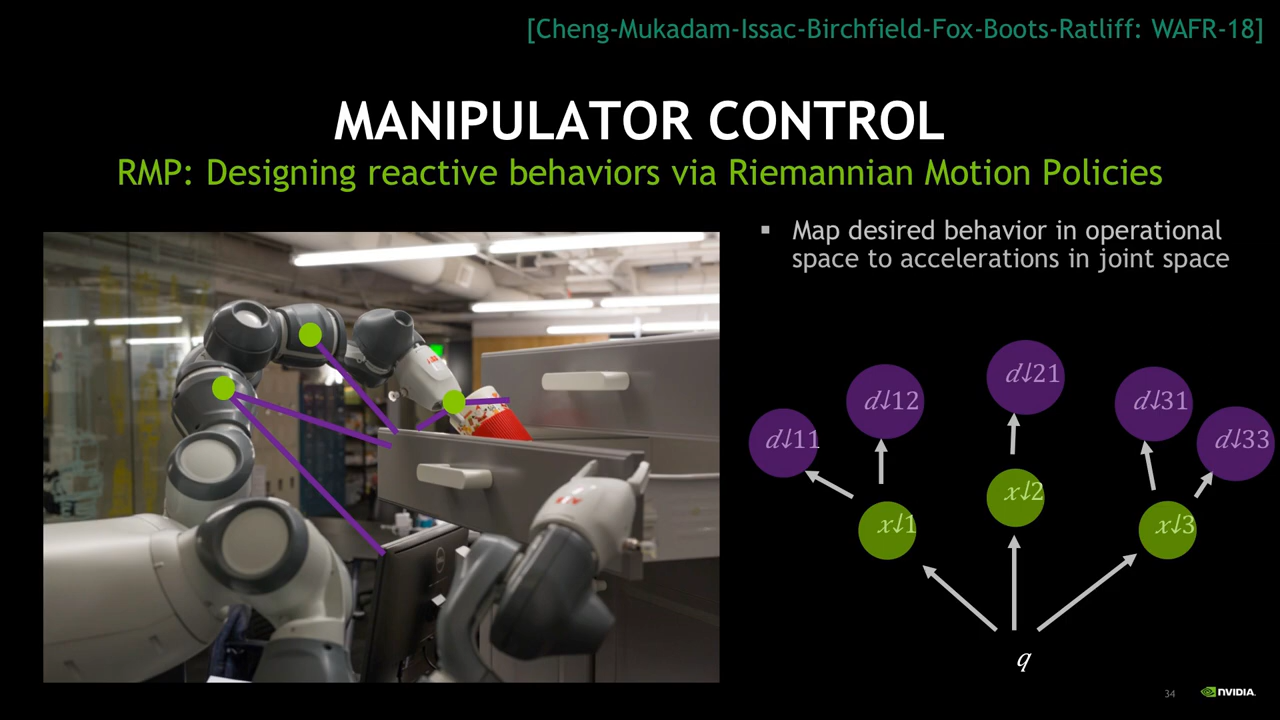 [Cheng-Mukadam-Issac-Birchfield-Fox-Boots-Ratliff: WAFR-18]
MANIPULATOR CONTROL
RMP: Designing reactive behaviors via Riemannian Motion Policies
▪ Map desired behavior in operational
space to accelerations in joint space
d↓21
d↓12
d↓31
d↓11
d↓33
x↓2
x↓1
x↓3
q
34
NVIDIA.